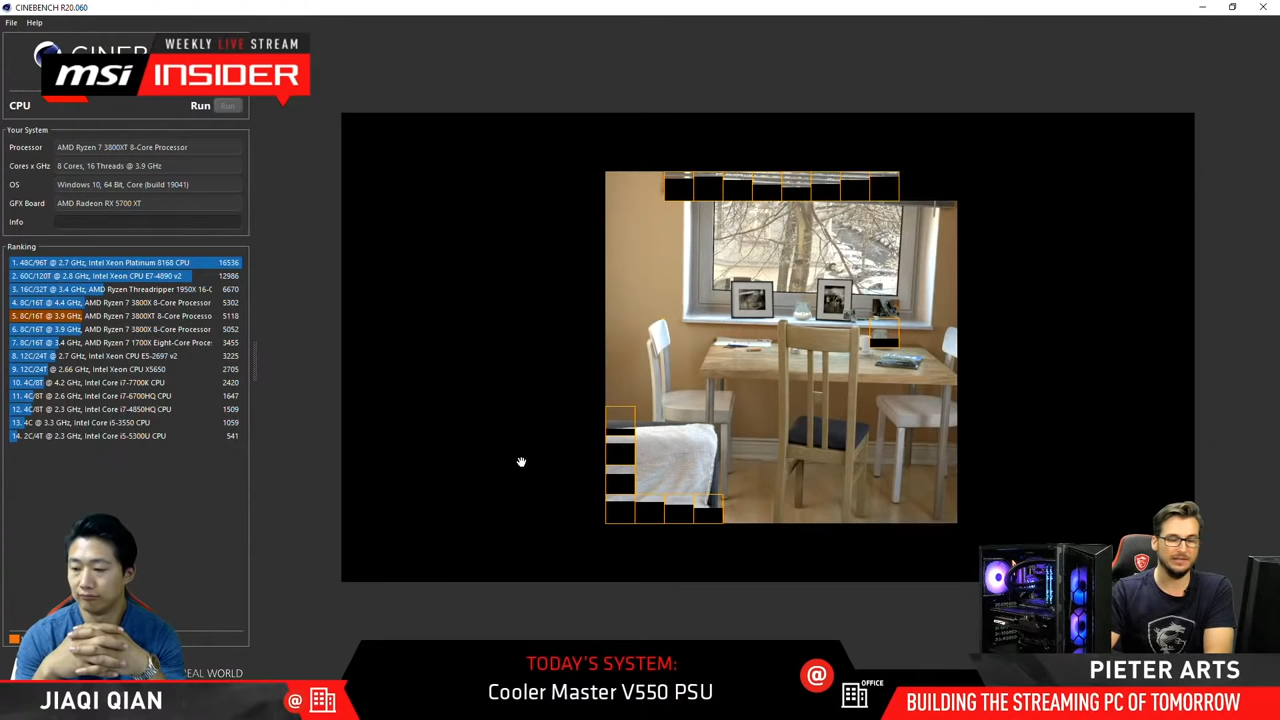 CINEBENCH R20.060
File Help
CINEB
WEEKLY LIVE STREAM
msi INSIDER
CPU Run Run
Your System
Processor AMD Ryzen 7 3800XT 8-Core Processor
Cores x GHz 8 Cores, 16 Threads @ 3.9 GHz
OS Windows 10, 64 Bit, Core (build 19041)
GFX Board AMD Radeon RX 5700 XT
Info
Ranking
1. 48C/96T @ 2.7 GHz, Intel Xeon Platinum 8168 CPU 16536
2. 60C/120T @ 2.8 GHz, Intel Xeon CPU E7-4890 v2 12986
3. 16C/32T @ 3.4 GHz, AMD Ryzen Threadripper 1950X 16-C 6670
4. 8C/16T @ 4.4 GHz, AMD Ryzen 7 3800X 8-Core Processor 5302
5. 8C/16T @ 3.9 GHz, AMD Ryzen 7 3800XT 8-Core Processor 5118
6. 8C/16T @ 3.9 GHz, AMD Ryzen 7 3800X 8-Core Processor 5052
7. 8C/16T @ 3.4 GHz, AMD Ryzen 7 1700X Eight-Core Proce: 3455
8. 12C/24T @ 2.7 GHz, Intel Xeon CPU E5-2697 v2 3225
9. 12C/24T @ 2.66 GHz, Intel Xeon CPU X5650 2705
10. 4C/8T @ 4.2 GHz, Intel Core i7-7700K CPU 2420
11. 4C/8T @ 2.6 GHz, Intel Core i7-6700HQ CPU 1647
12. 4C/8T @ 2.3 GHz, Intel Core i7-4850HQ CPU 1509
13. 4C @ 3.3 GHz, Intel Core i5-3550 CPU 1059
14. 2C/4T @ 2.3 GHz, Intel Core i5-5300U CPU 541
REAL WORLD
JIAQI QIAN @
TODAY'S SYSTEM:
Cooler Master V550 PSU
@ OFFICE
PIETER ARTS
BUILDING THE STREAMING PC OF TOMORROW